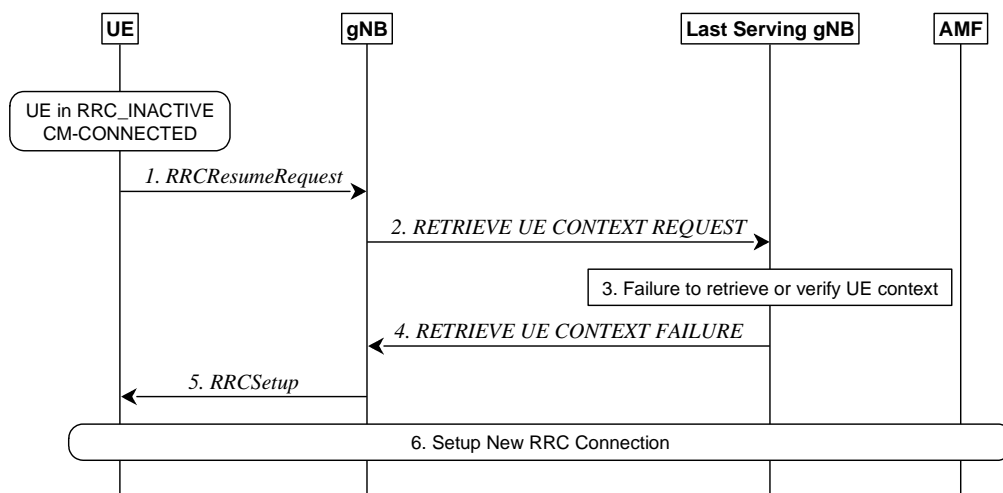 UE
gNB
Last Serving gNB
AMF
UE in RRC_INACTIVE
CM-CONNECTED
1. RRCResumeRequest
2. RETRIEVE UE CONTEXT REQUEST
3. Failure to retrieve or verify UE context
4. RETRIEVE UE CONTEXT FAILURE
5. RRCSetup
6. Setup New RRC Connection